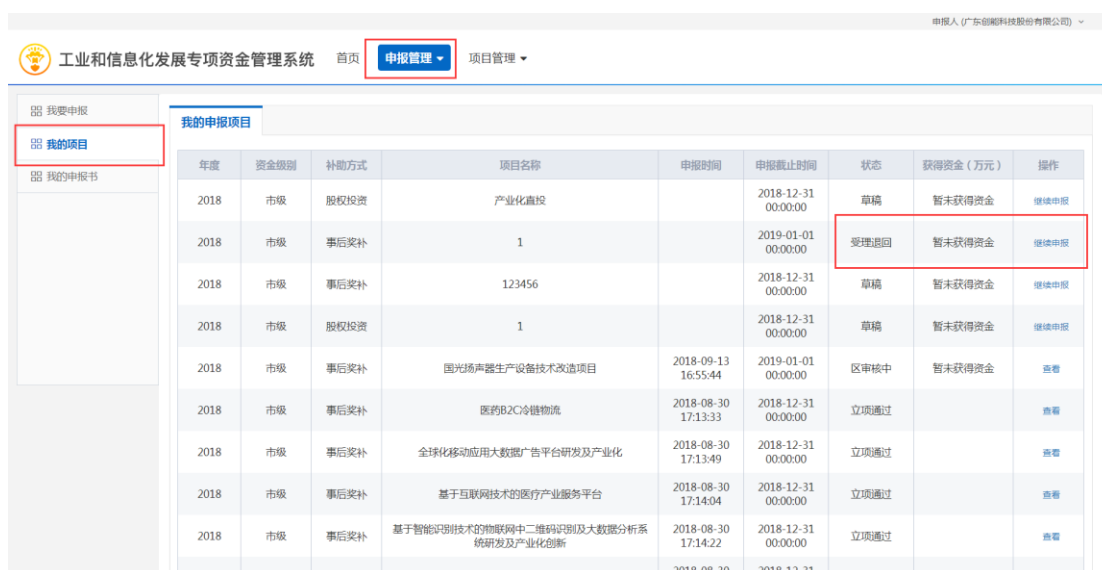 申报人 (广东创能科技股份有限公司)
工业和信息化发展专项资金管理系统 首页 申报管理 项目管理
我要申报
我的项目
我的申报书
我的申报项目
年度 资金级别 补助方式 项目名称 申报时间 申报截止时间 状态 获得资金（万元） 操作
2018 市级 股权投资 产业化直投 2018-12-31 00:00:00 草稿 暂未获得资金 继续申报
2018 市级 事后奖补 1 2019-01-01 00:00:00 受理退回 暂未获得资金 继续申报
2018 市级 事后奖补 123456 2018-12-31 00:00:00 草稿 暂未获得资金 继续申报
2018 市级 股权投资 1 2018-12-31 00:00:00 草稿 暂未获得资金 继续申报
2018 市级 事后奖补 国光扬声器生产设备技术改造项目 2018-09-13 16:55:44 2019-01-01 00:00:00 区审核中 暂未获得资金 查看
2018 市级 事后奖补 医药B2C冷链物流 2018-08-30 17:13:33 2018-12-31 00:00:00 立项通过 查看
2018 市级 事后奖补 全球化移动应用大数据广告平台研发及产业化 2018-08-30 17:13:49 2018-12-31 00:00:00 立项通过 查看
2018 市级 事后奖补 基于互联网技术的医疗产业服务平台 2018-08-30 17:14:04 2018-12-31 00:00:00 立项通过 查看
2018 市级 事后奖补 基于智能识别技术的物联网中二维码识别及大数据分析系统研发及产业化创新 2018-08-30 17:14:22 2018-12-31 00:00:00 立项通过 查看
2018-08-30 2018-12-31